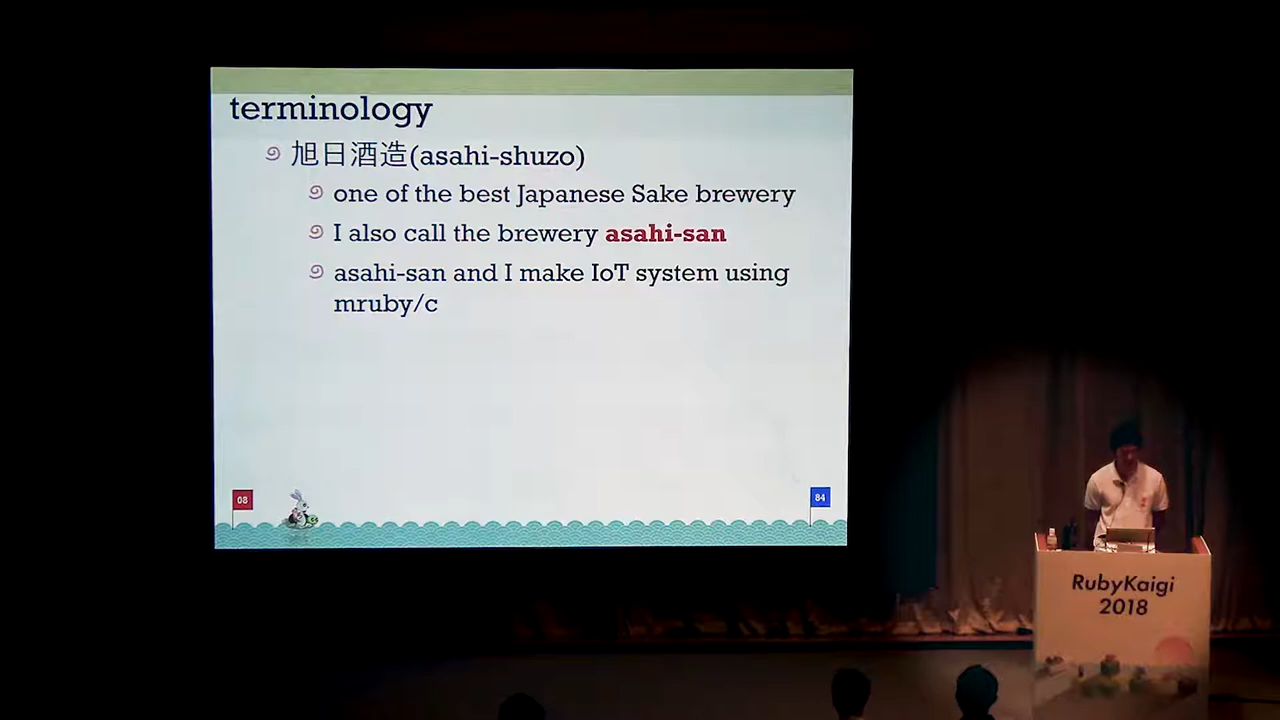 terminology
旭日酒造(asahi-shuzo)
one of the best Japanese Sake brewery
I also call the brewery asahi-san
asahi-san and I make IoT system using
mruby/c
08
84
RubyKaigi
2018